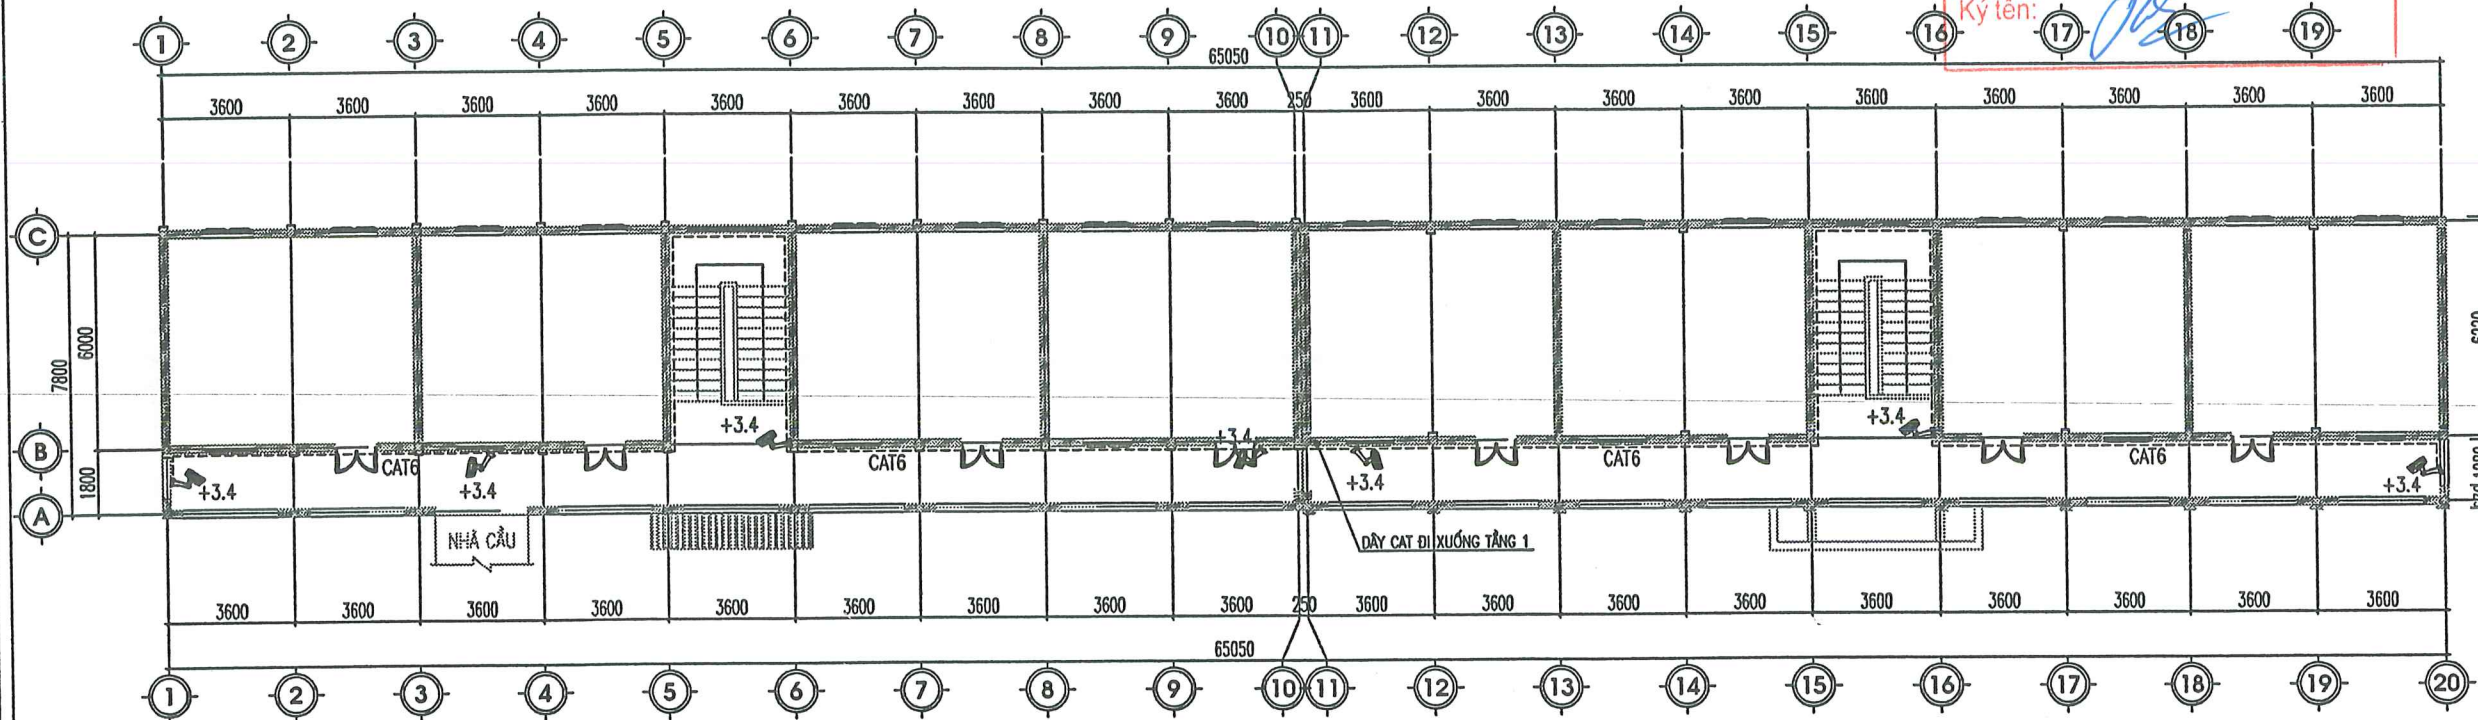 Ký tên:
1 2 3 4 5 6 7 8 9 10 11 12 13 14 15 16 17 18 19
65050
3600 3600 3600 3600 3600 3600 3600 3600 3600 250 3600 3600 3600 3600 3600 3600 3600 3600 3600
C
6000
7800
+3.4 +3.4
+3.4
B
CAT6 CAT6 CAT6 CAT6
1800
+3.4 +3.4 +3.4 +3.4
A
NHÀ CẦU
DÂY CAT ĐI XUỐNG TẦNG 1
3600 3600 3600 3600 3600 3600 3600 3600 3600 250 3600 3600 3600 3600 3600 3600 3600 3600 3600
65050
1 2 3 4 5 6 7 8 9 10 11 12 13 14 15 16 17 18 19 20